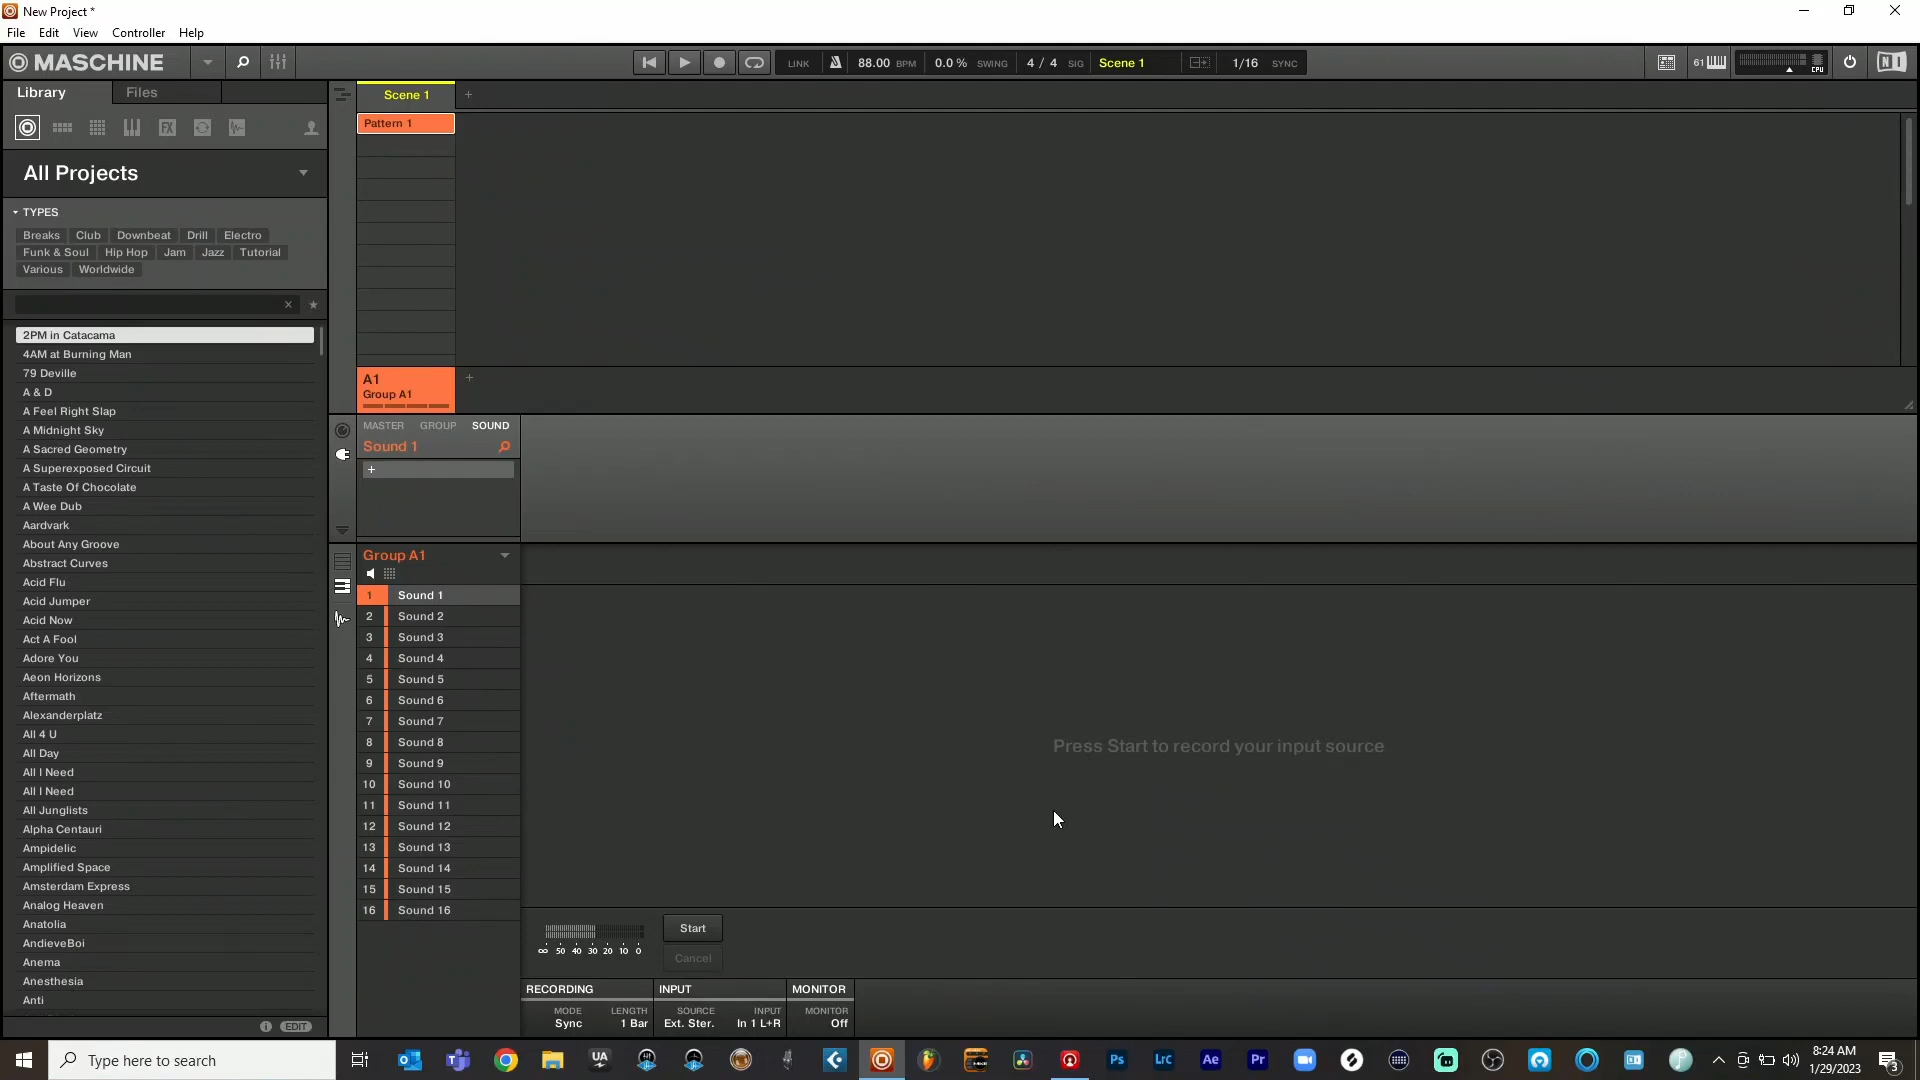 New Project *
File Edit View Controller Help
MASCHINE
LINK 88.00 BPM 0.0 % SWING 4 / 4 SIG Scene 1 1/16 SYNC
61
CPU
Library Files
Scene 1 +
Pattern 1
FX
All Projects
TYPES
Breaks Club Downbeat Drill Electro
Funk & Soul Hip Hop Jam Jazz Tutorial
Various Worldwide
2PM in Catacama
4AM at Burning Man
79 Deville
A & D
A Feel Right Slap
A Midnight Sky
A Sacred Geometry
A Superexposed Circuit
A Taste Of Chocolate
A Wee Dub
Aardvark
About Any Groove
Abstract Curves
Acid Flu
Acid Jumper
Acid Now
Act A Fool
Adore You
Aeon Horizons
Aftermath
Alexanderplatz
All 4 U
All Day
All I Need
All I Need
All Junglists
Alpha Centauri
Ampidelic
Amplified Space
Amsterdam Express
Analog Heaven
Anatolia
AndieveBoi
Anema
Anesthesia
Anti
EDIT
A1 +
Group A1
MASTER GROUP SOUND
Sound 1
+
Group A1
1 Sound 1
2 Sound 2
3 Sound 3
4 Sound 4
5 Sound 5
6 Sound 6
7 Sound 7
8 Sound 8
9 Sound 9
10 Sound 10
11 Sound 11
12 Sound 12
13 Sound 13
14 Sound 14
15 Sound 15
16 Sound 16
Press Start to record your input source
∞ 50 40 30 20 10 0
Start
Cancel
RECORDING INPUT MONITOR
MODE LENGTH SOURCE INPUT MONITOR
Sync 1 Bar Ext. Ster. In 1 L+R Off
Type here to search
UA
Ps
Lrc
Ae
Pr
8:24 AM
1/29/2023
3